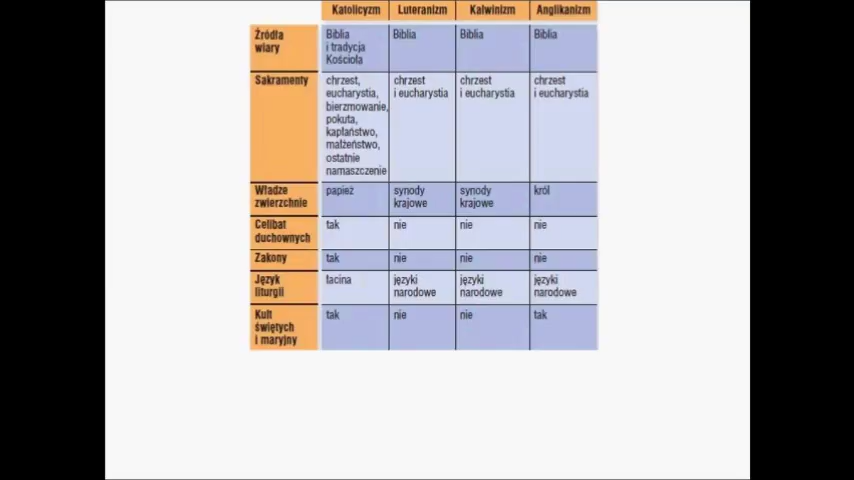 Katolicyzm Luteranizm Kalwinizm Anglikanizm
Źródła wiary
Biblia
i tradycja
Kościoła
Biblia
Biblia
Biblia
Sakramenty
chrzest,
eucharystia,
bierzmowanie,
pokuta,
kapłaństwo,
małżeństwo,
ostatnie
namaszczenie
chrzest
i eucharystia
chrzest
i eucharystia
chrzest
i eucharystia
Władze
zwierzchnie
papież
synody
krajowe
synody
krajowe
król
Celibat
duchownych
tak
nie
nie
nie
Zakony
tak
nie
nie
nie
Język
liturgii
łacina
języki
narodowe
języki
narodowe
języki
narodowe
Kult
świętych
i maryjny
tak
nie
nie
tak